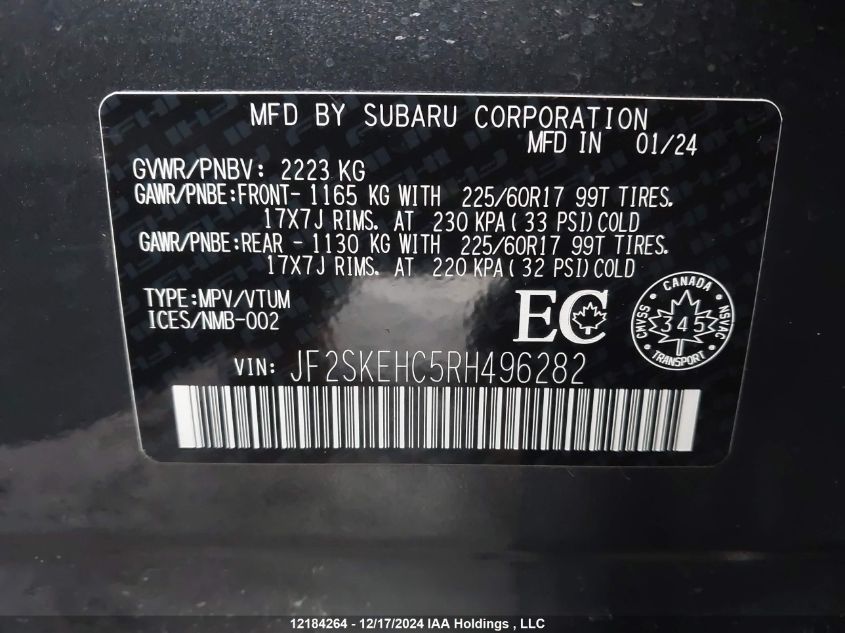 MFD BY SUBARU CORPORATION
MFD IN 01/24
GVWR/PNBV: 2223 KG
GAWR/PNBE:FRONT- 1165 KG WITH 225/60R17 99T TIRES.
17X7J RIMS. AT 230 KPA(33 PSI)COLD
GAWR/PNBE:REAR - 1130 KG WITH 225/60R17 99T TIRES.
17X7J RIMS. AT 220 KPA(32 PSI)COLD
TYPE:MPV/VTUM
ICES/NMB-002
EC
CANADA
CMVSS 345 NSVAC
TRANSPORT
VIN: JF2SKEHC5RH496282
12184264 - 12/17/2024 IAA Holdings , LLC